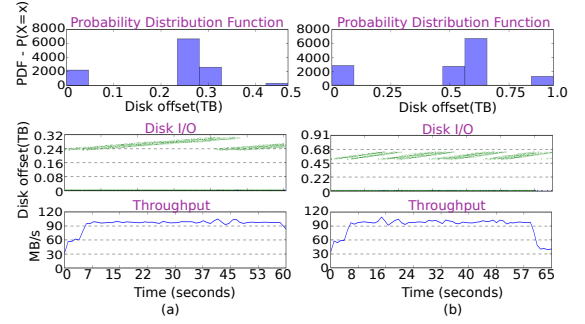 Probability Distribution Function
PDF - P(X=x)
8000
6000
4000
2000
0
0 0.1 0.2 0.3 0.4 0.5
Disk offset(TB)
Disk I/O
Disk offset(TB)
0.32
0.24
0.16
0.08
0
Throughput
MB/s
120
90
60
30
0
0 7 15 22 30 37 45 53 60
Time (seconds)
(a)
Probability Distribution Function
8000
6000
4000
2000
0
0 0.25 0.50 0.75 1.0
Disk offset(TB)
Disk I/O
0.91
0.68
0.45
0.22
0
Throughput
120
90
60
30
0
0 8 16 24 32 40 48 56 65
Time (seconds)
(b)